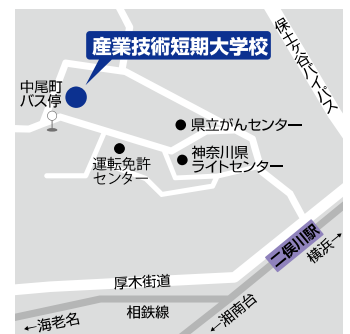 産業技術短期大学校
保土ヶ谷バイパス
中尾町
バス停
県立がんセンター
神奈川県
ライトセンター
運転免許
センター
二俣川駅
横浜→
厚木街道
相鉄線
←海老名
←湘南台